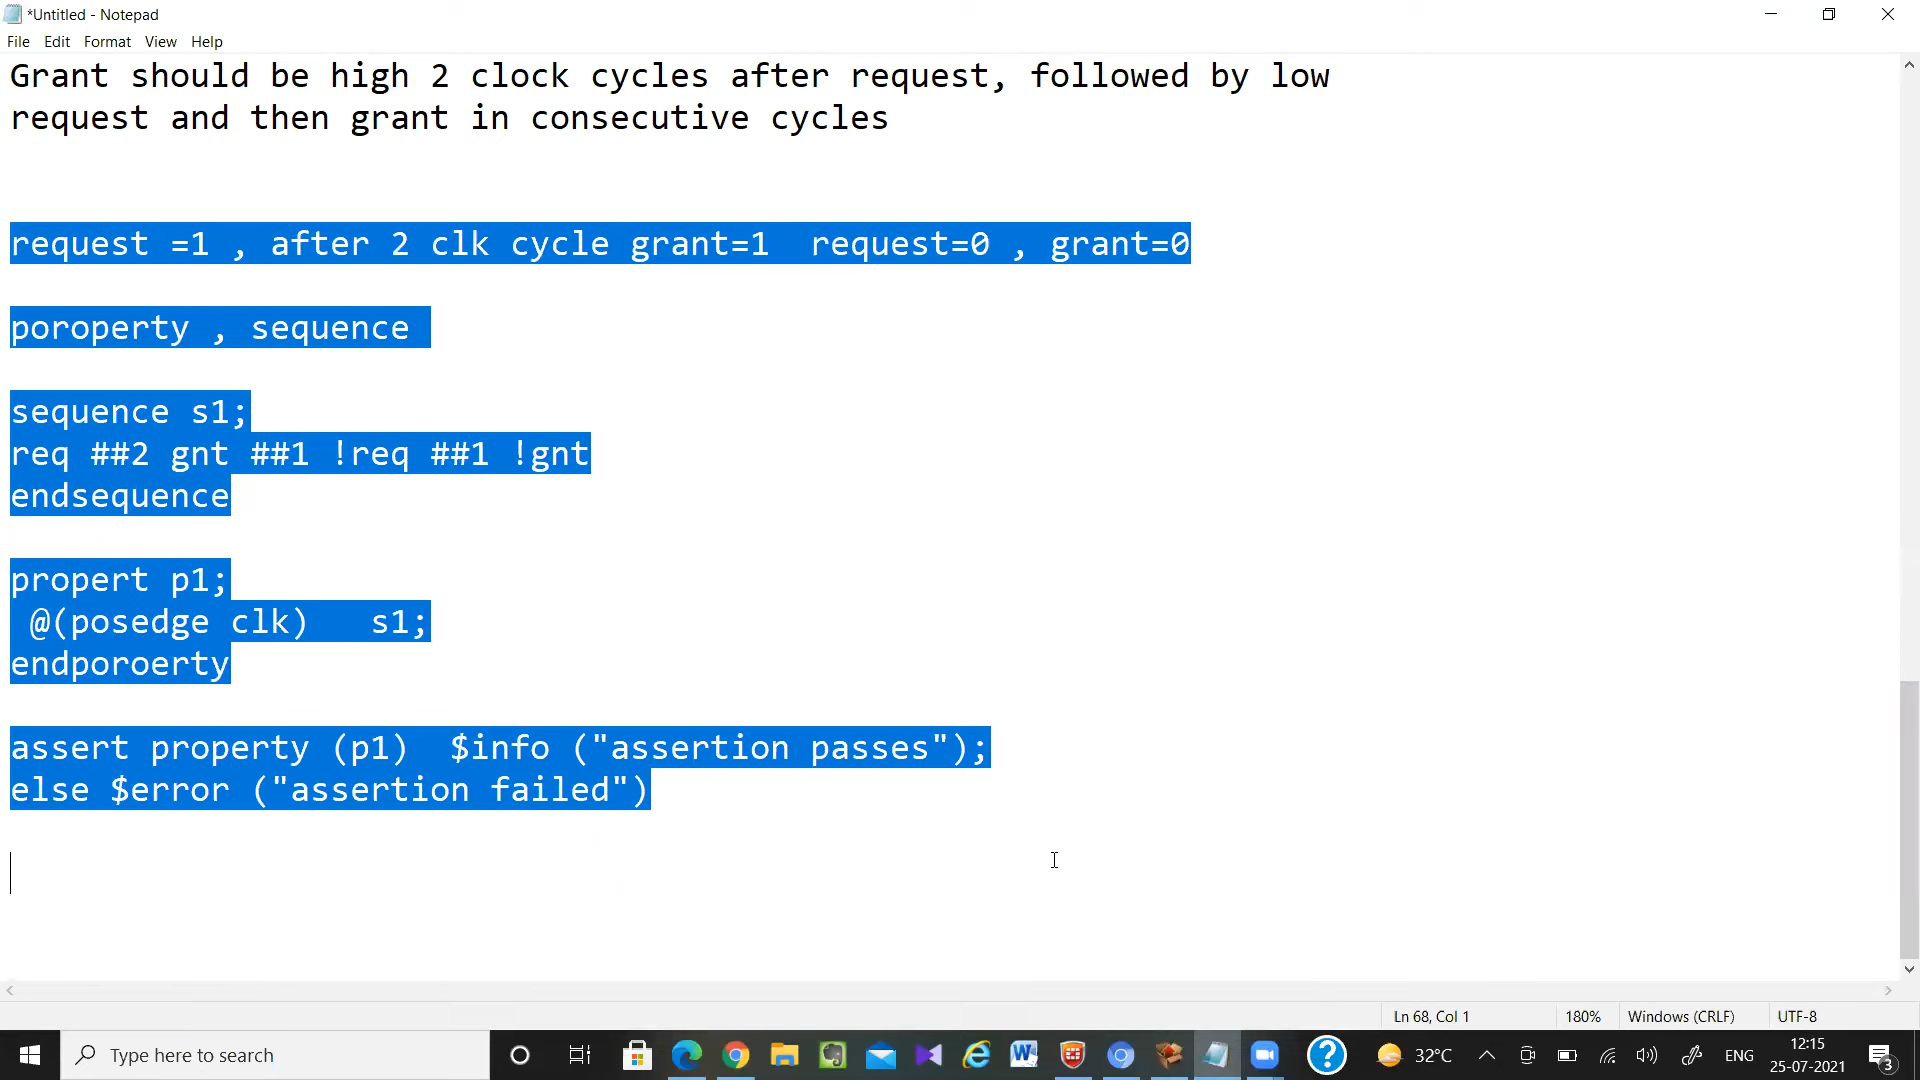 *Untitled - Notepad
File Edit Format View Help
Grant should be high 2 clock cycles after request, followed by low
request and then grant in consecutive cycles
request =1 , after 2 clk cycle grant=1  request=0 , grant=0
poroperty , sequence
sequence s1;
req ##2 gnt ##1 !req ##1 !gnt
endsequence
propert p1;
@(posedge clk)   s1;
endporoerty
assert property (p1)  $info ("assertion passes");
else $error ("assertion failed")
Ln 68, Col 1 180% Windows (CRLF) UTF-8
Type here to search
32°C ENG 12:15
25-07-2021 3